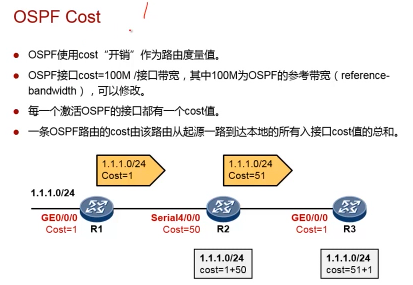 OSPF Cost
OSPF使用cost“开销”作为路由度量值。
OSPF接口cost=100M /接口带宽，其中100M为OSPF的参考带宽（reference-
bandwidth），可以修改。
每一个激活OSPF的接口都有一个cost值。
一条OSPF路由的cost由该路由从起源一路到达本地的所有入接口cost值的总和。
1.1.1.0/24
Cost=1
1.1.1.0/24
Cost=51
1.1.1.0/24
GE0/0/0
Cost=1
R1
Serial4/0/0
Cost=50
R2
GE0/0/0
Cost=1
R3
1.1.1.0/24
cost=1+50
1.1.1.0/24
cost=51+1